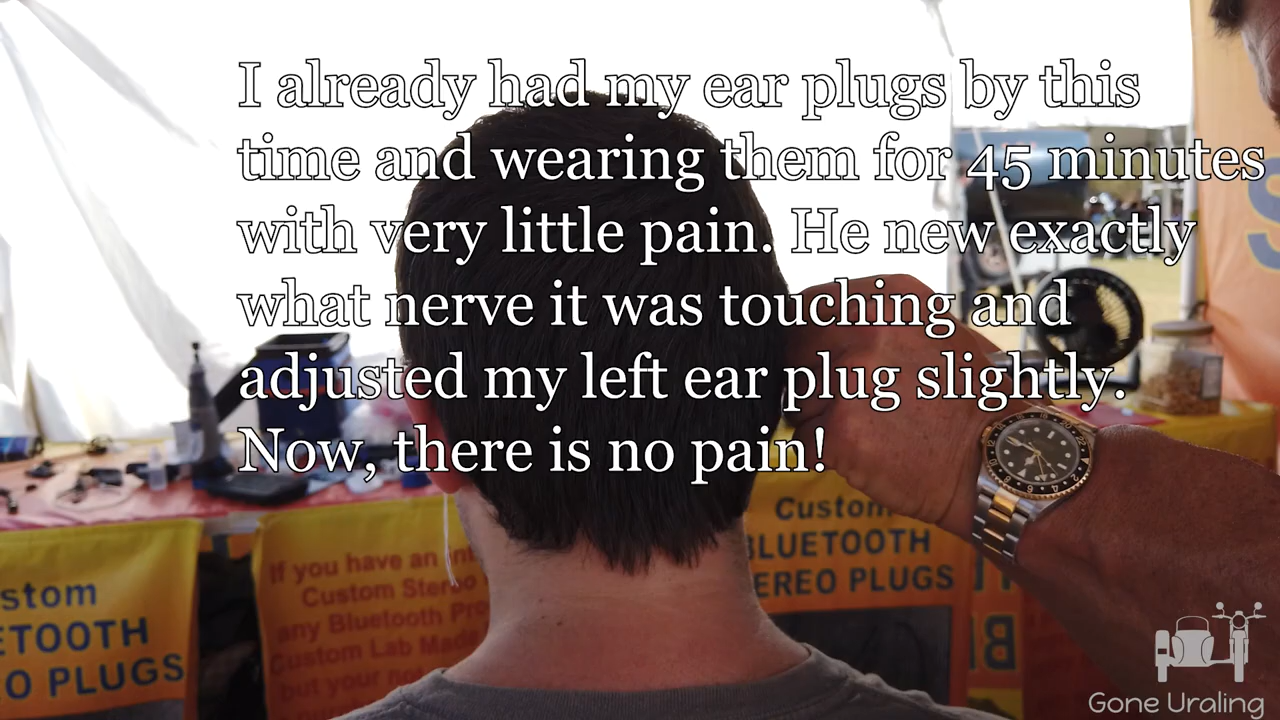 I already had my ear plugs by this
time and wearing them for 45 minutes
with very little pain. He new exactly
what nerve it was touching and
adjusted my left ear plug slightly.
Now, there is no pain!
stom
ETOOTH
O PLUGS
If you have an
Custom Stereo
any Bluetooth
Custom Lab Made
but your
Custom
BLUETOOTH
EREO PLUGS
Gone Uraling